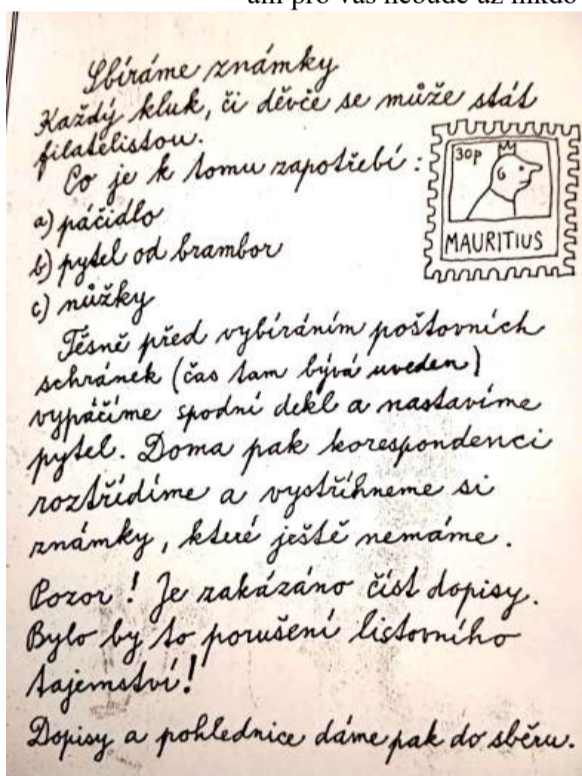 ani pro vás nebude až nikdo
Sbíráme známky
Každý kluk, či děvče se může stát
filatelistou.
Co je k tomu zapotřebí :
a) páčidlo
b) pytel od brambor
c) nůžky
30p
MAURITIUS
Těsně před vybíráním poštovních
schránek (čas tam bývá uveden)
vypáčíme spodní dekl a nastavíme
pytel. Doma pak korespondenci
roztřídíme a vystřihneme si
známky, které ještě nemáme.
Pozor! Je zakázáno číst dopisy.
Bylo by to porušení listovního
tajemství!
Dopisy a pohlednice dáme pak do sběru.